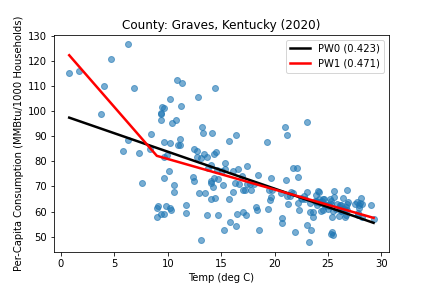 County: Graves, Kentucky (2020)
PW0 (0.423)
PW1 (0.471)
Per-Capita Consumption (MMBtu/1000 Households)
130
120
110
100
90
80
70
60
50
0 5 10 15 20 25 30
Temp (deg C)